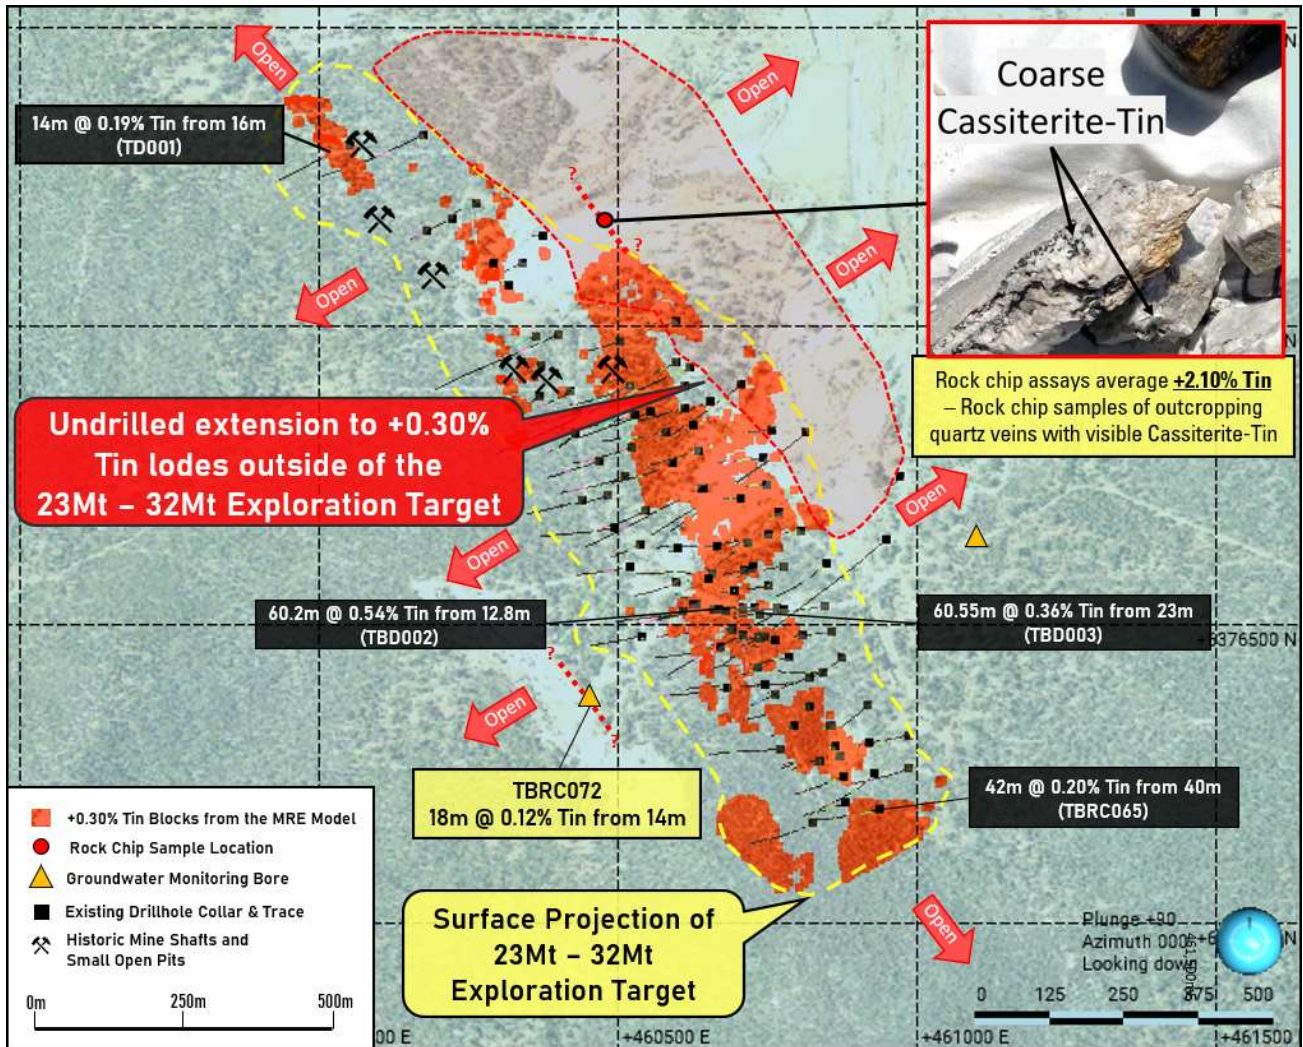 Open
Open
14m @ 0.19% Tin from 16m
(TD001)
Coarse
Cassiterite-Tin
N
?
?
Open
Open
Rock chip assays average +2.10% Tin
– Rock chip samples of outcropping
quartz veins with visible Cassiterite-Tin
Undrilled extension to +0.30%
Tin lodes outside of the
23Mt – 32Mt Exploration Target
Open
Open
60.2m @ 0.54% Tin from 12.8m
(TBD002)
60.55m @ 0.36% Tin from 23m
(TBD003)
+6376500 N
?
?
Open
TBRC072
18m @ 0.12% Tin from 14m
42m @ 0.20% Tin from 40m
(TBRC065)
Surface Projection of
23Mt – 32Mt
Exploration Target
Open
+0.30% Tin Blocks from the MRE Model
Rock Chip Sample Location
Groundwater Monitoring Bore
Existing Drillhole Collar & Trace
Historic Mine Shafts and
Small Open Pits
0m 250m 500m
Plunge +90
Azimuth 000
Looking down
+6 N
0 125 250 375 500
00 E
+460500 E
+461000 E
+461500